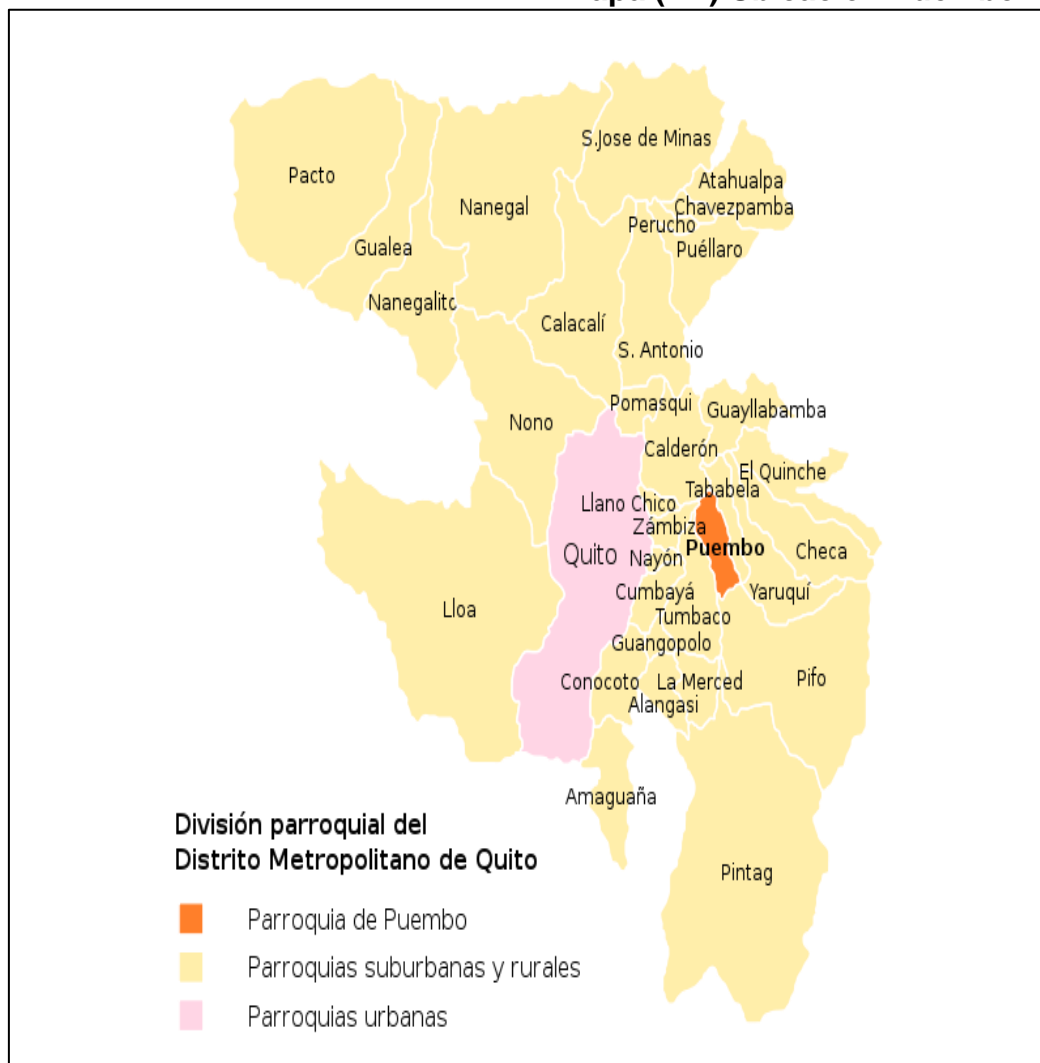 S.Jose de Minas
Pacto
Atahualpa
Nanegal
Chavezpamba
Perucho
Gualea
Puéllaro
Nanegalito
Calacalí
S. Antonio
Pomasqui
Guayllabamba
Nono
Calderón
El Quinche
Tababela
Llano Chico
Zámbiza
Puembo
Checa
Quito
Nayón
Cumbayá
Yaruquí
Lloa
Tumbaco
Guangopolo
Conocoto
La Merced
Pifo
Alangasi
Amaguaña
Pintag
División parroquial del
Distrito Metropolitano de Quito
Parroquia de Puembo
Parroquias suburbanas y rurales
Parroquias urbanas